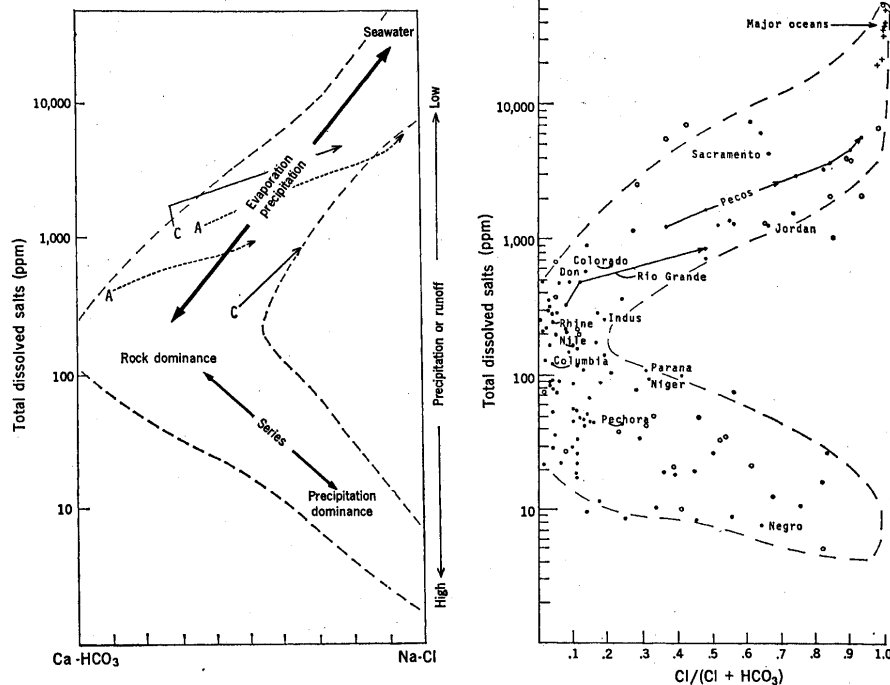 Total dissolved salts (ppm)
10,000
1,000
100
10
Seawater
Evaporation
precipitation
C
A
A
C
Rock dominance
Series
Precipitation
dominance
Low
Precipitation or runoff
High
Ca -HCO₃
Na-Cl
Total dissolved salts (ppm)
10,000
1,000
100
10
Major oceans
Sacramento
Pecos
Jordan
Colorado
Don
Rio Grande
Rhine
Indus
Nile
Columbia
Parana
Niger
Pechora
Negro
.1
.2
.3
.4
.5
.6
.7
.8
.9
1.0
Cl/(Cl + HCO₃)